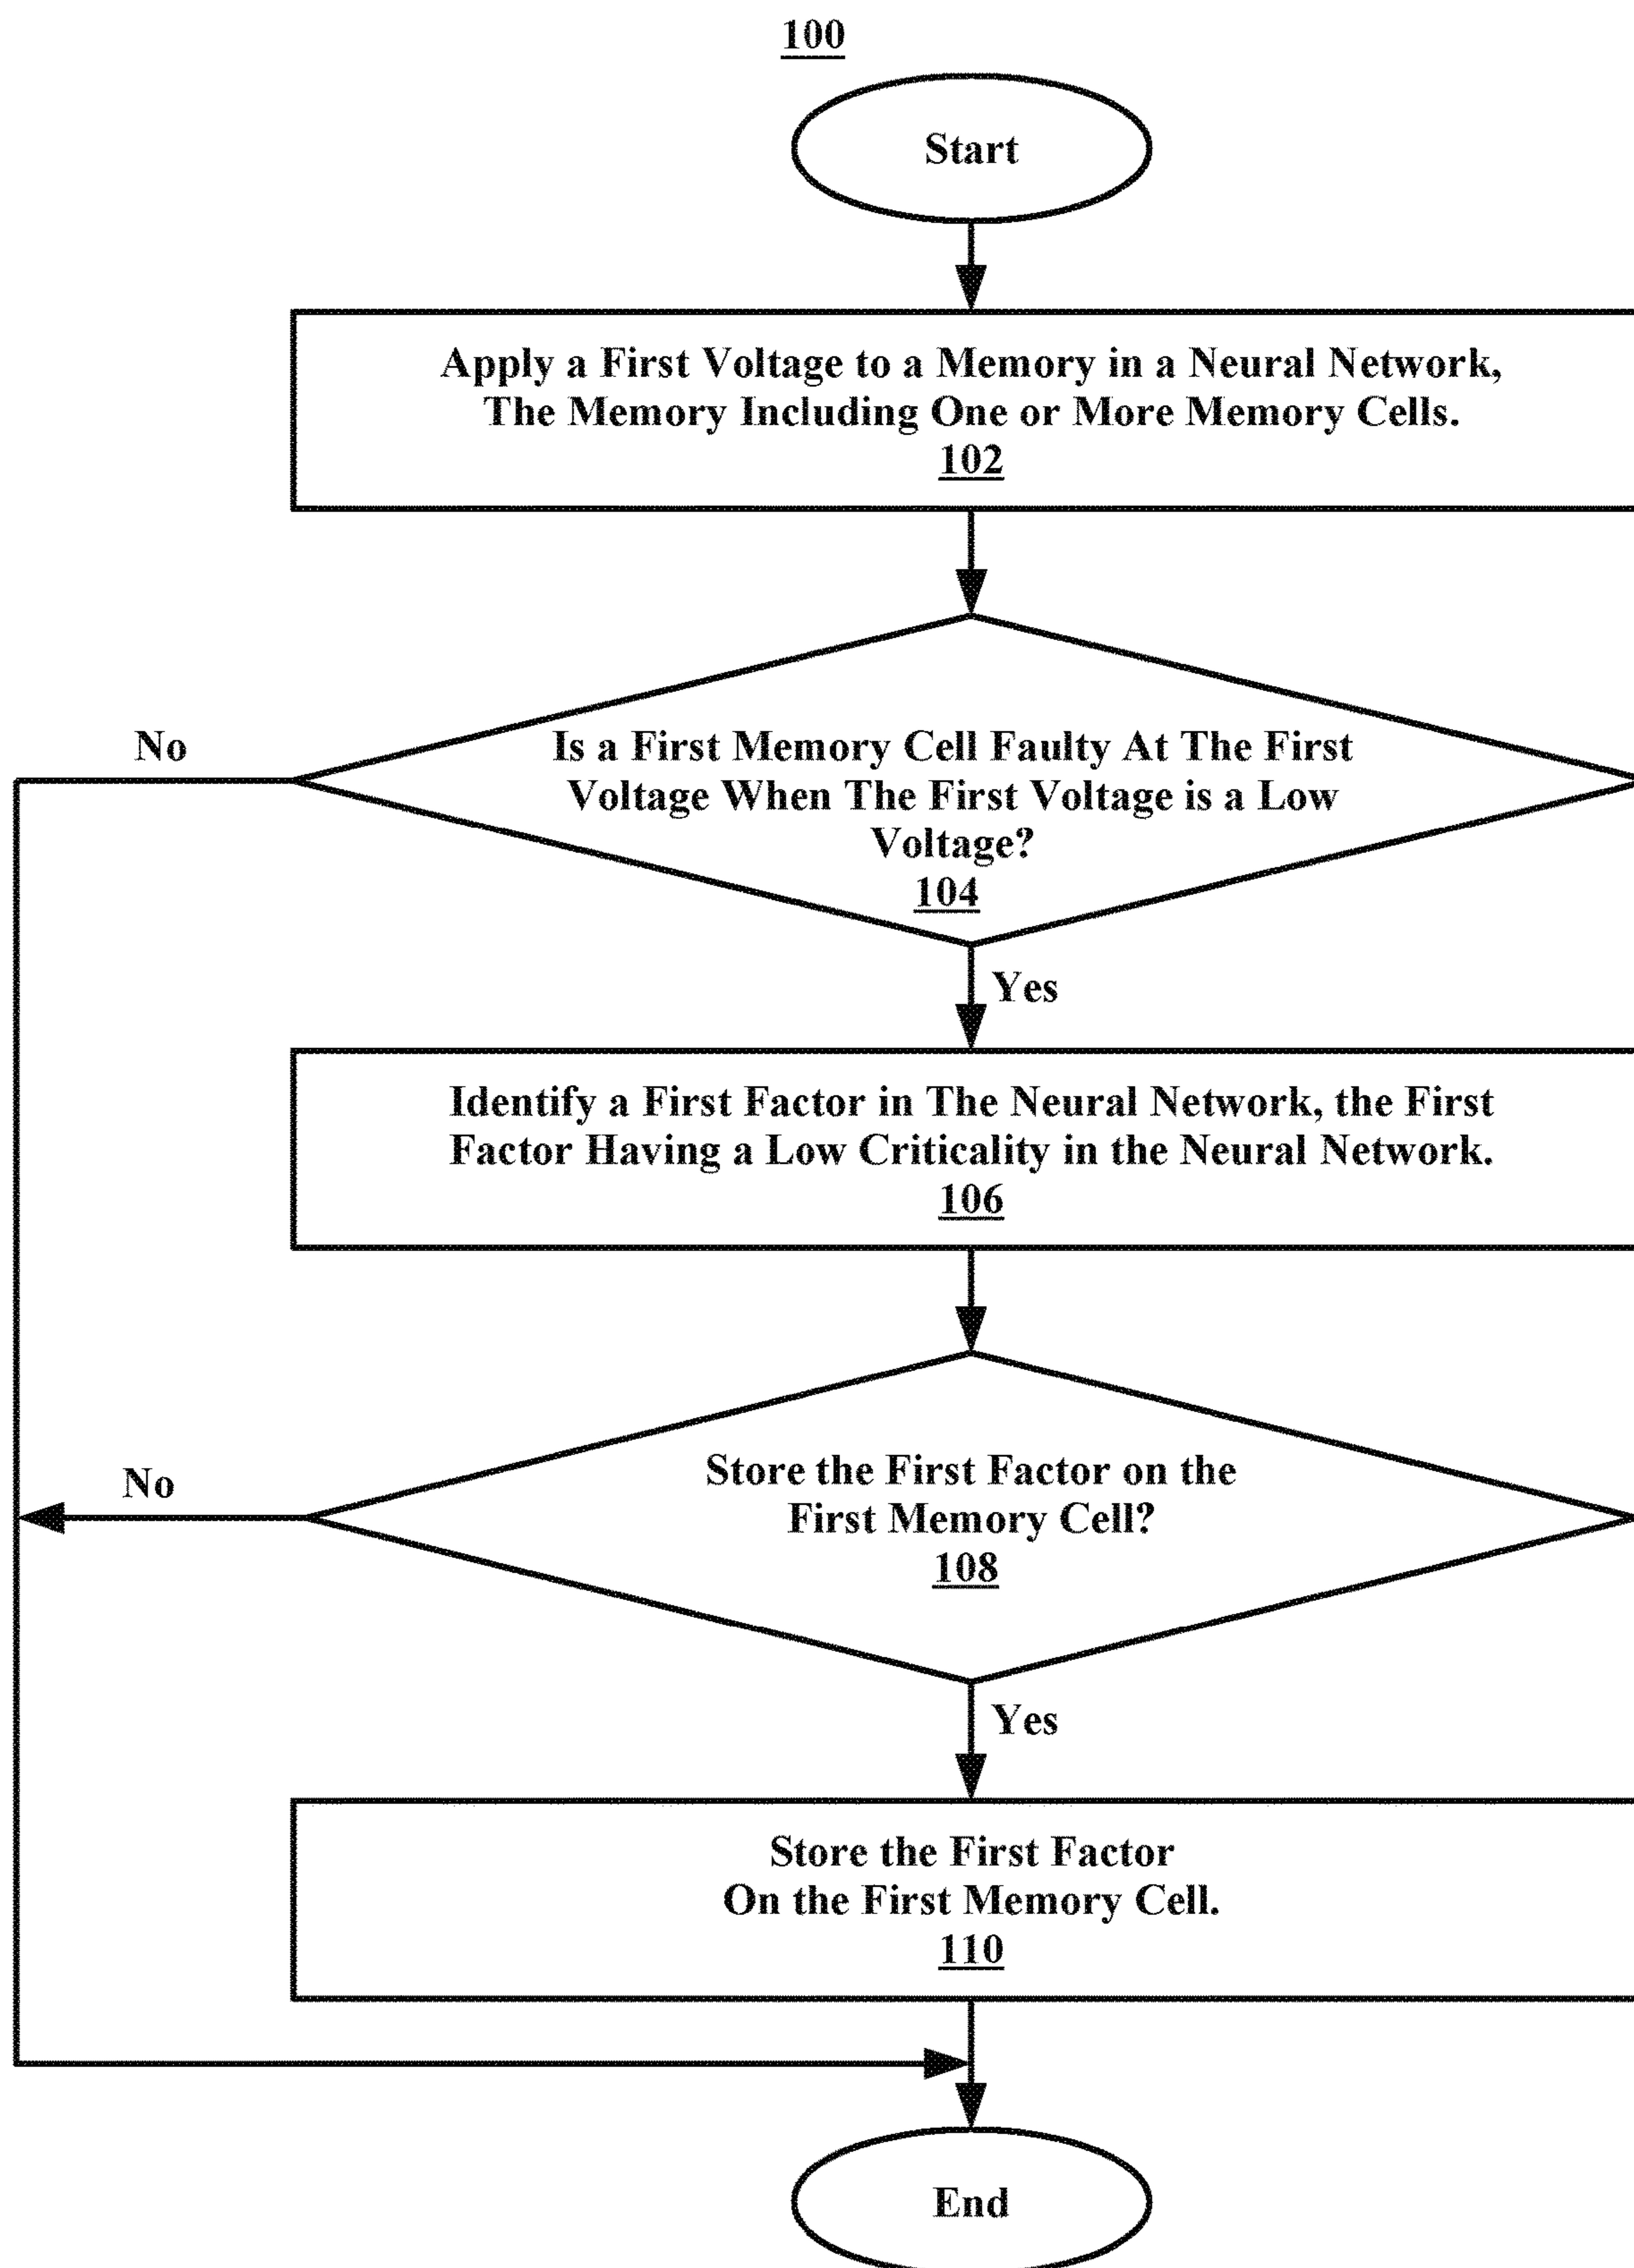 100
Start
Apply a First Voltage to a Memory in a Neural Network,
The Memory Including One or More Memory Cells.
102
No
Is a First Memory Cell Faulty At The First
Voltage When The First Voltage is a Low
Voltage?
104
Yes
Identify a First Factor in The Neural Network, the First
Factor Having a Low Criticality in the Neural Network.
106
No
Store the First Factor on the
First Memory Cell?
108
Yes
Store the First Factor
On the First Memory Cell.
110
End